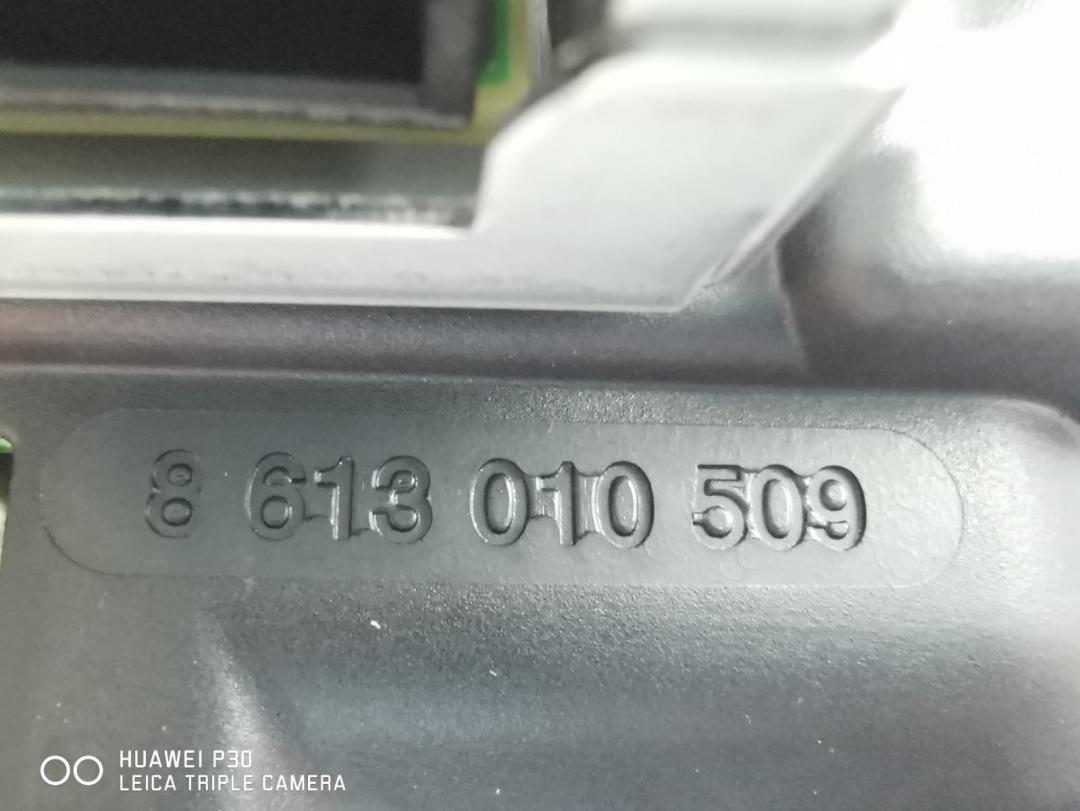 8 613 010 509
HUAWEI P30
LEICA TRIPLE CAMERA